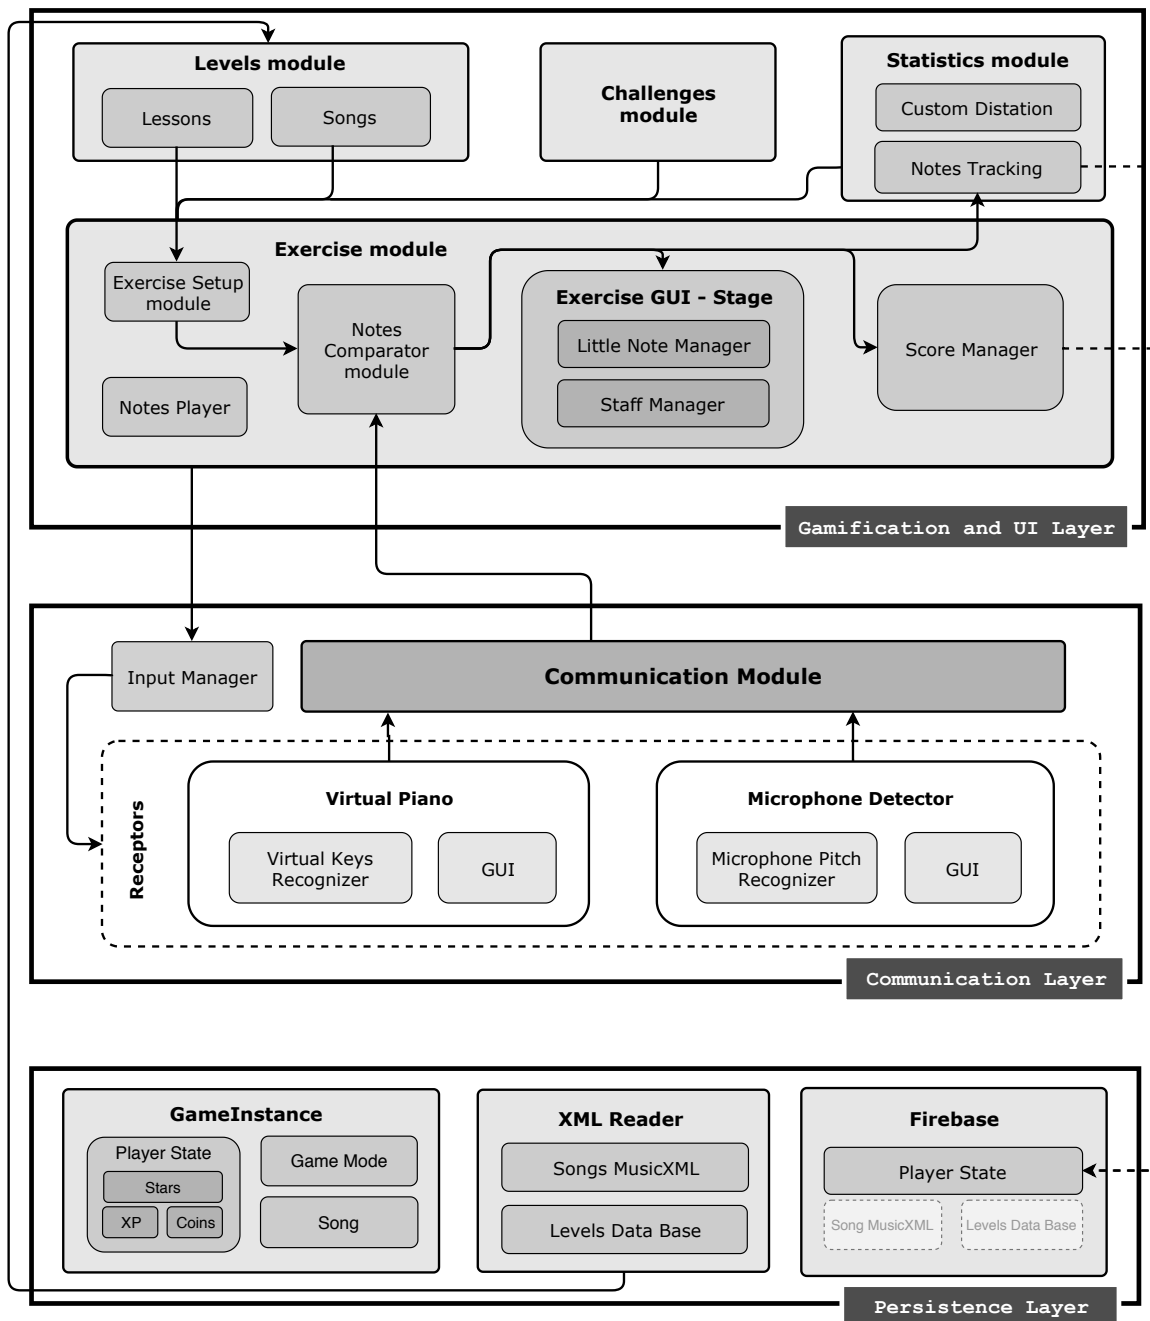 Levels module
Lessons
Songs
Challenges
module
Statistics module
Custom Distation
Notes Tracking
Exercise module
Exercise Setup
module
Notes Player
Notes
Comparator
module
Exercise GUI - Stage
Little Note Manager
Staff Manager
Score Manager
Gamification and UI Layer
Input Manager
Communication Module
Receptors
Virtual Piano
Virtual Keys
Recognizer
GUI
Microphone Detector
Microphone Pitch
Recognizer
GUI
Communication Layer
GameInstance
Player State
Stars
XP
Coins
Game Mode
Song
XML Reader
Songs MusicXML
Levels Data Base
Firebase
Player State
Song MusicXML
Levels Data Base
Persistence Layer